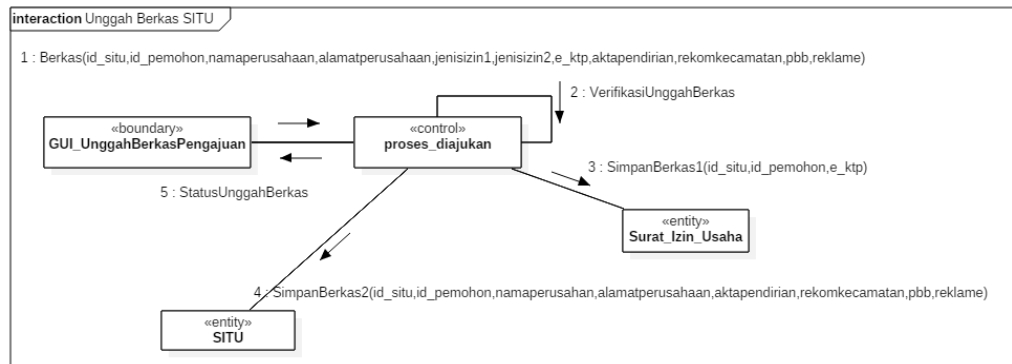 interaction Unggah Berkas SITU
1 : Berkas(id_situ,id_pemohon,namaperusahaan,alamatperusahaan,jenisizin1,jenisizin2,e_ktp,aktapendirian,rekomkecamatan,pbb,reklame)
2 : VerifikasiUnggahBerkas
«boundary»
GUI_UnggahBerkasPengajuan
«control»
proses_diajukan
3 : SimpanBerkas1(id_situ,id_pemohon,e_ktp)
5 : StatusUnggahBerkas
«entity»
Surat_Izin_Usaha
4 : SimpanBerkas2(id_situ,id_pemohon,namaperusahan,alamatperusahaan,aktapendirian,rekomkecamatan,pbb,reklame)
«entity»
SITU